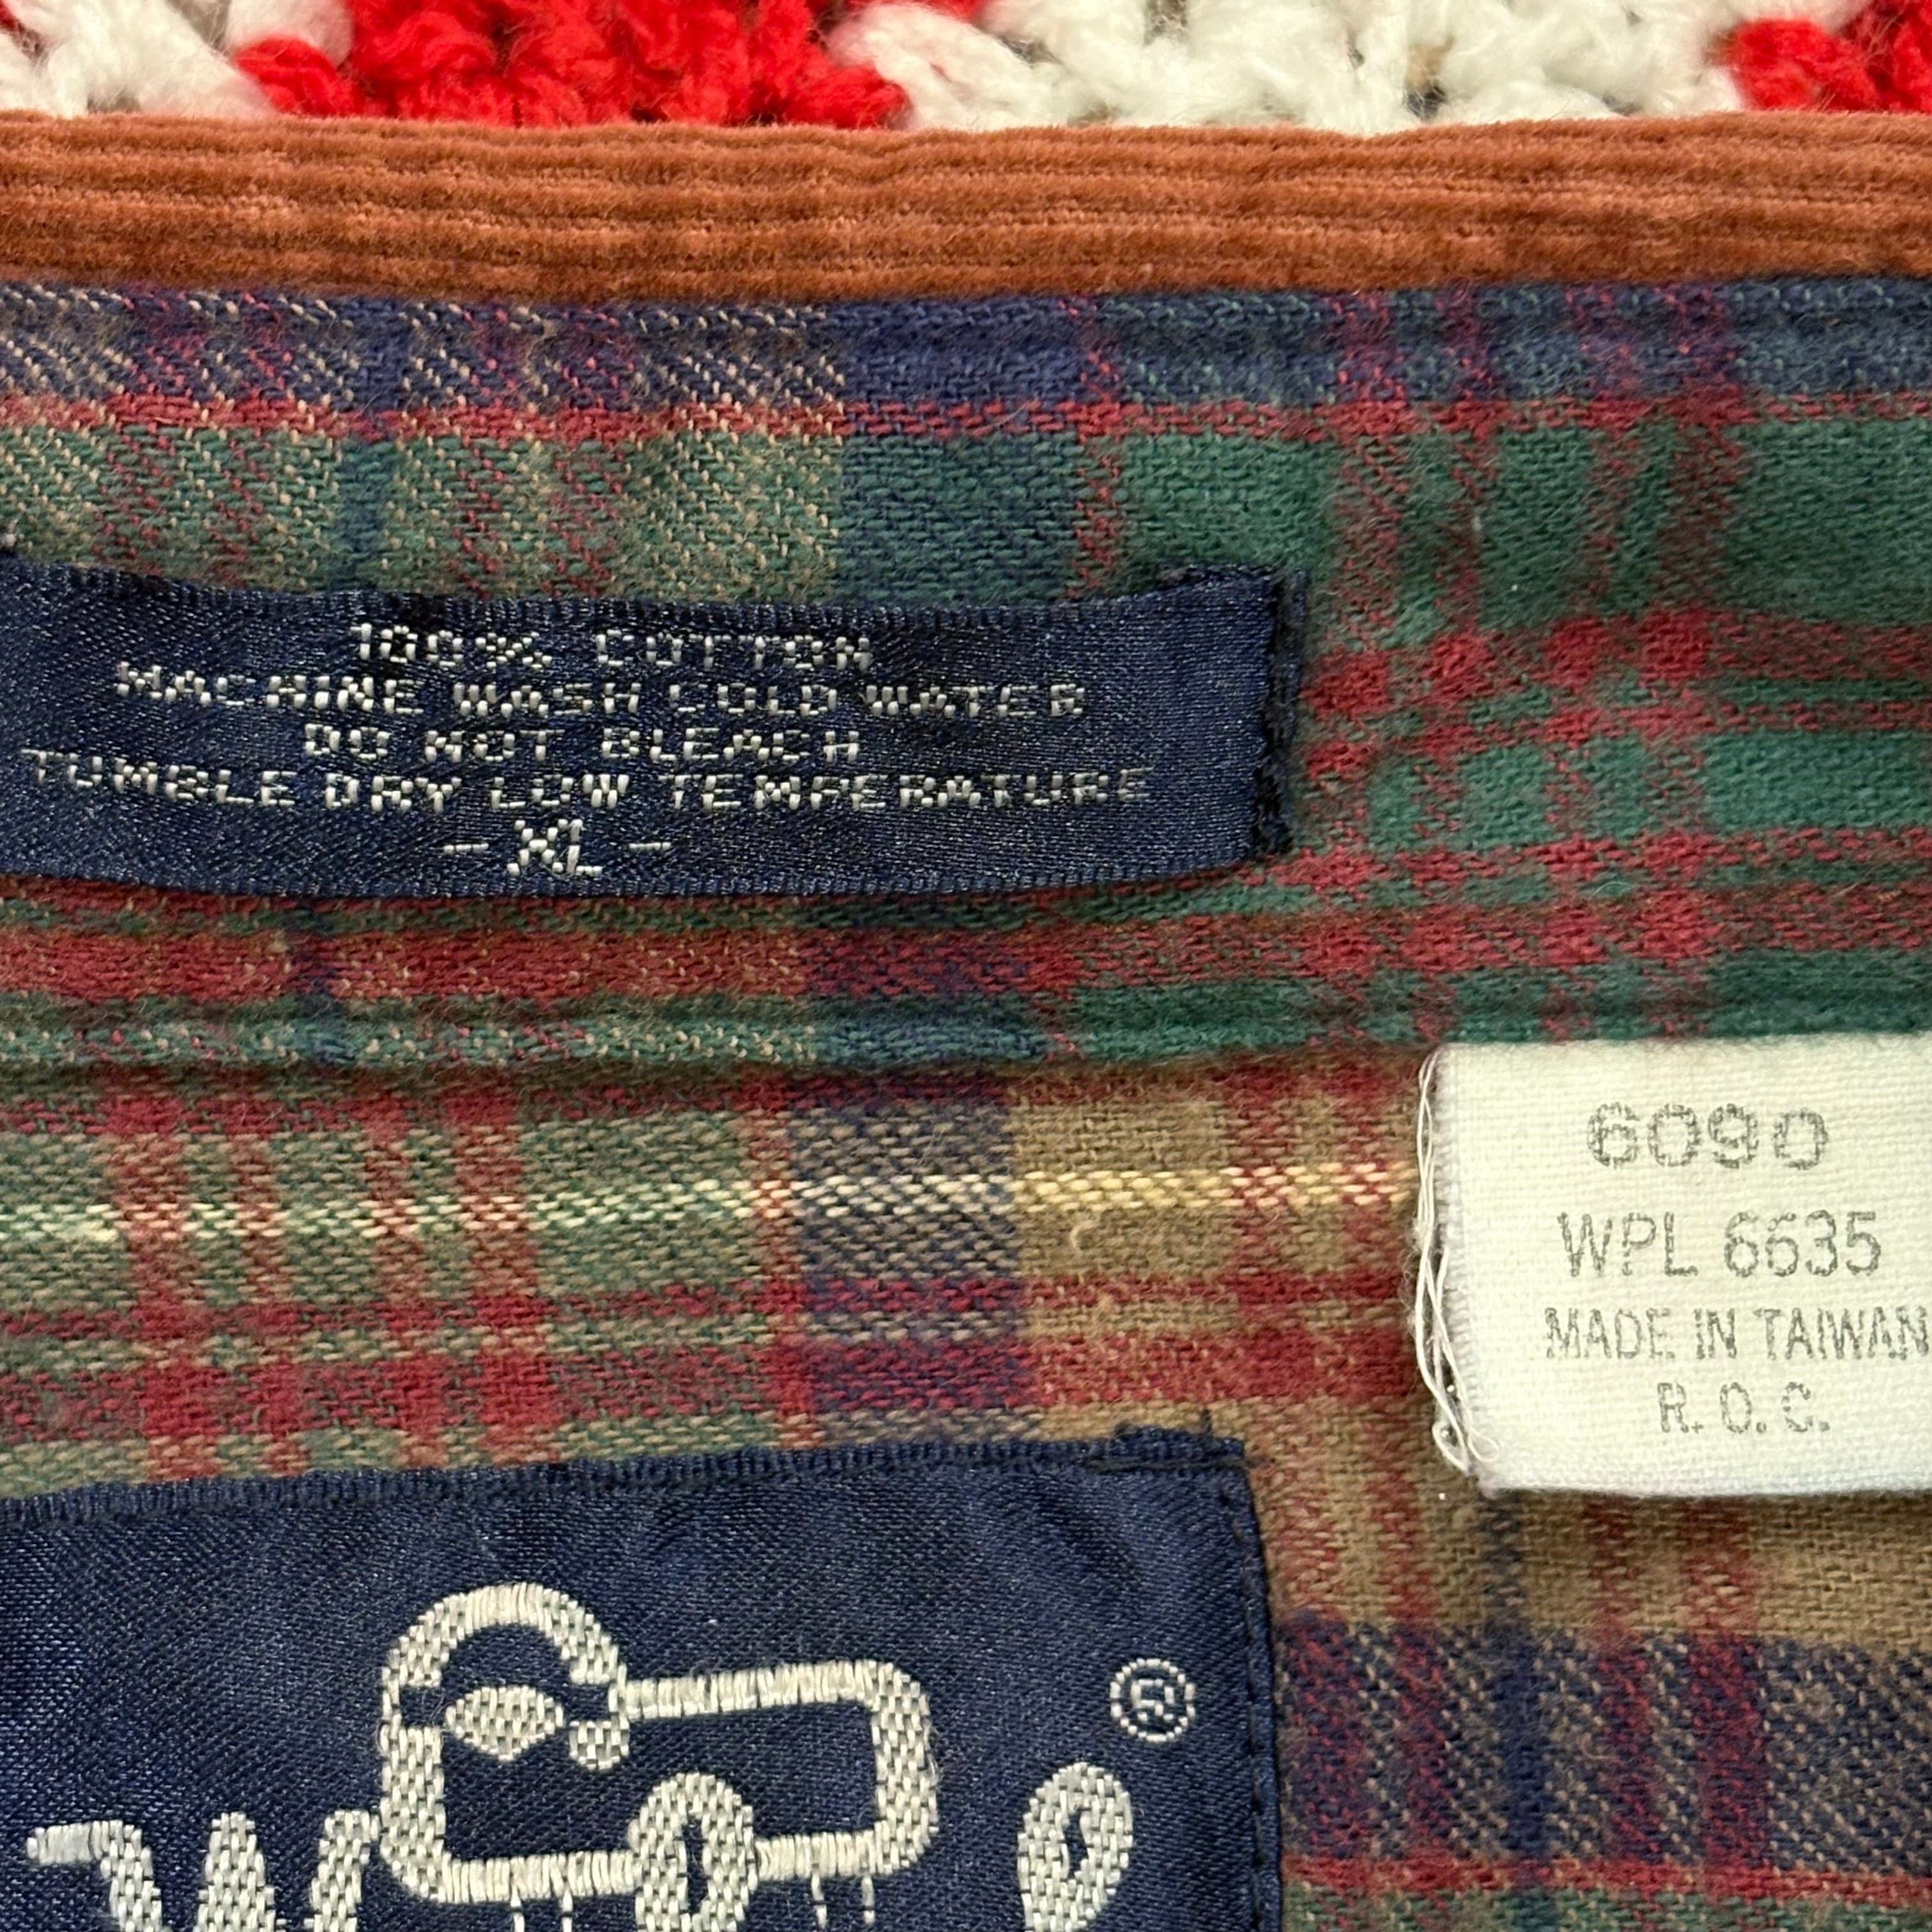 100% COTTON
MACHINE WASH COLD WATER
DO NOT BLEACH
TUMBLE DRY LOW TEMPERATURE
- XL -
6090
WPL 6635
MADE IN TAIWAN
R. O. C.
®